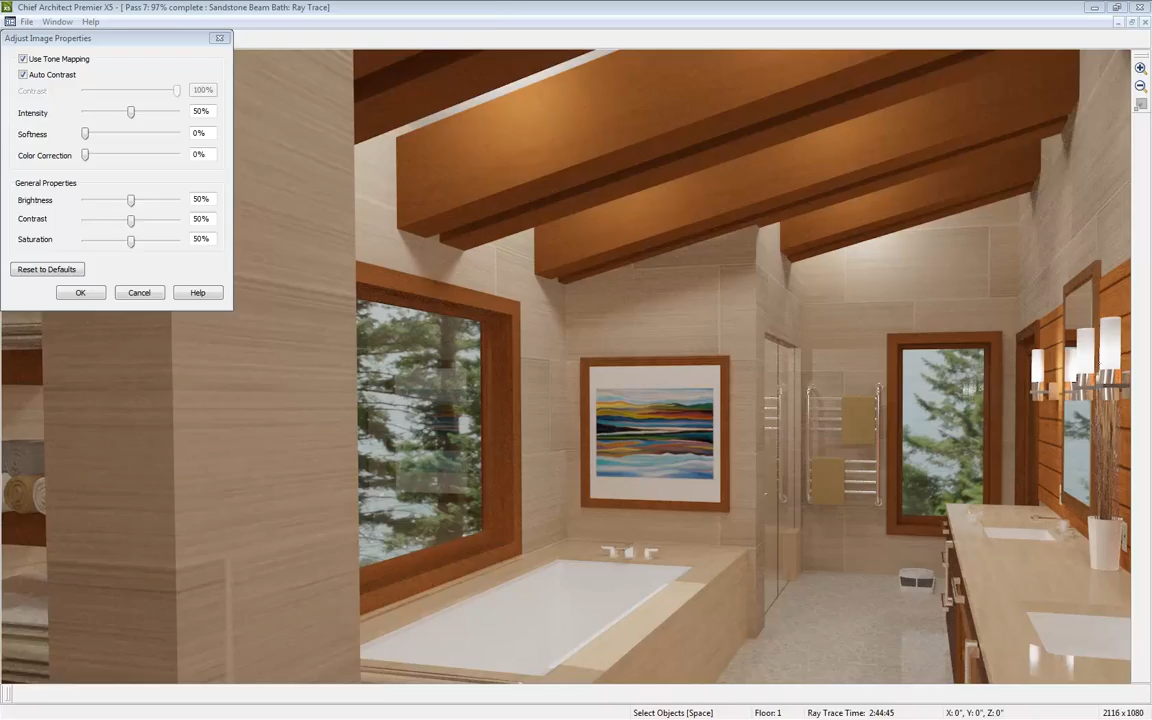 Chief Architect Premier X5 - [ Pass 7: 97% complete : Sandstone Beam Bath: Ray Trace]
File Window Help
Adjust Image Properties
Use Tone Mapping
Auto Contrast
Contrast 100%
Intensity 50%
Softness 0%
Color Correction 0%
General Properties
Brightness 50%
Contrast 50%
Saturation 50%
Reset to Defaults
OK Cancel Help
Select Objects [Space] Floor: 1 Ray Trace Time: 2:44:45 X: 0", Y: 0", Z: 0" 2116 x 1080